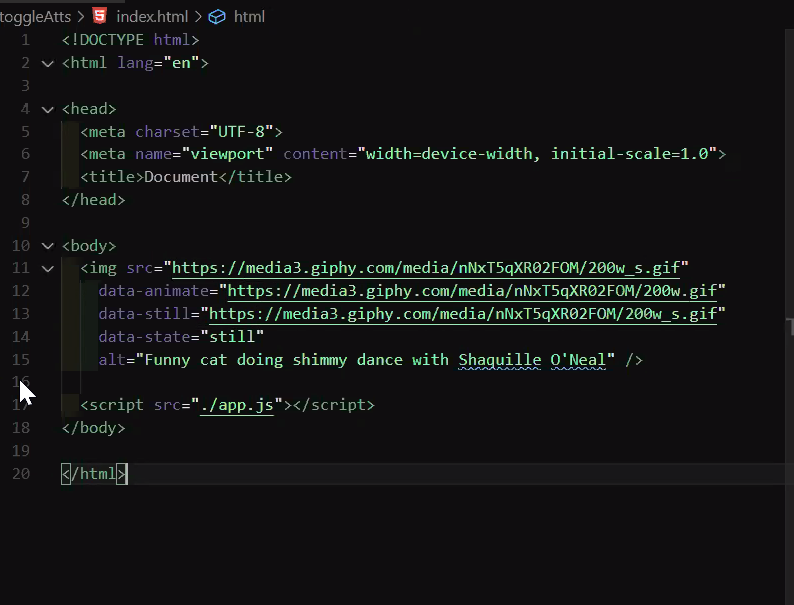 toggleAtts > index.html > html
1 <!DOCTYPE html>
2 <html lang="en">
3
4 <head>
5 <meta charset="UTF-8">
6 <meta name="viewport" content="width=device-width, initial-scale=1.0">
7 <title>Document</title>
8 </head>
9
10 <body>
11 <img src="https://media3.giphy.com/media/nNxT5qXR02FOM/200w_s.gif"
12 data-animate="https://media3.giphy.com/media/nNxT5qXR02FOM/200w.gif"
13 data-still="https://media3.giphy.com/media/nNxT5qXR02FOM/200w_s.gif"
14 data-state="still"
15 alt="Funny cat doing shimmy dance with Shaquille O'Neal" />
16
17 <script src="./app.js"></script>
18 </body>
19
20 </html>